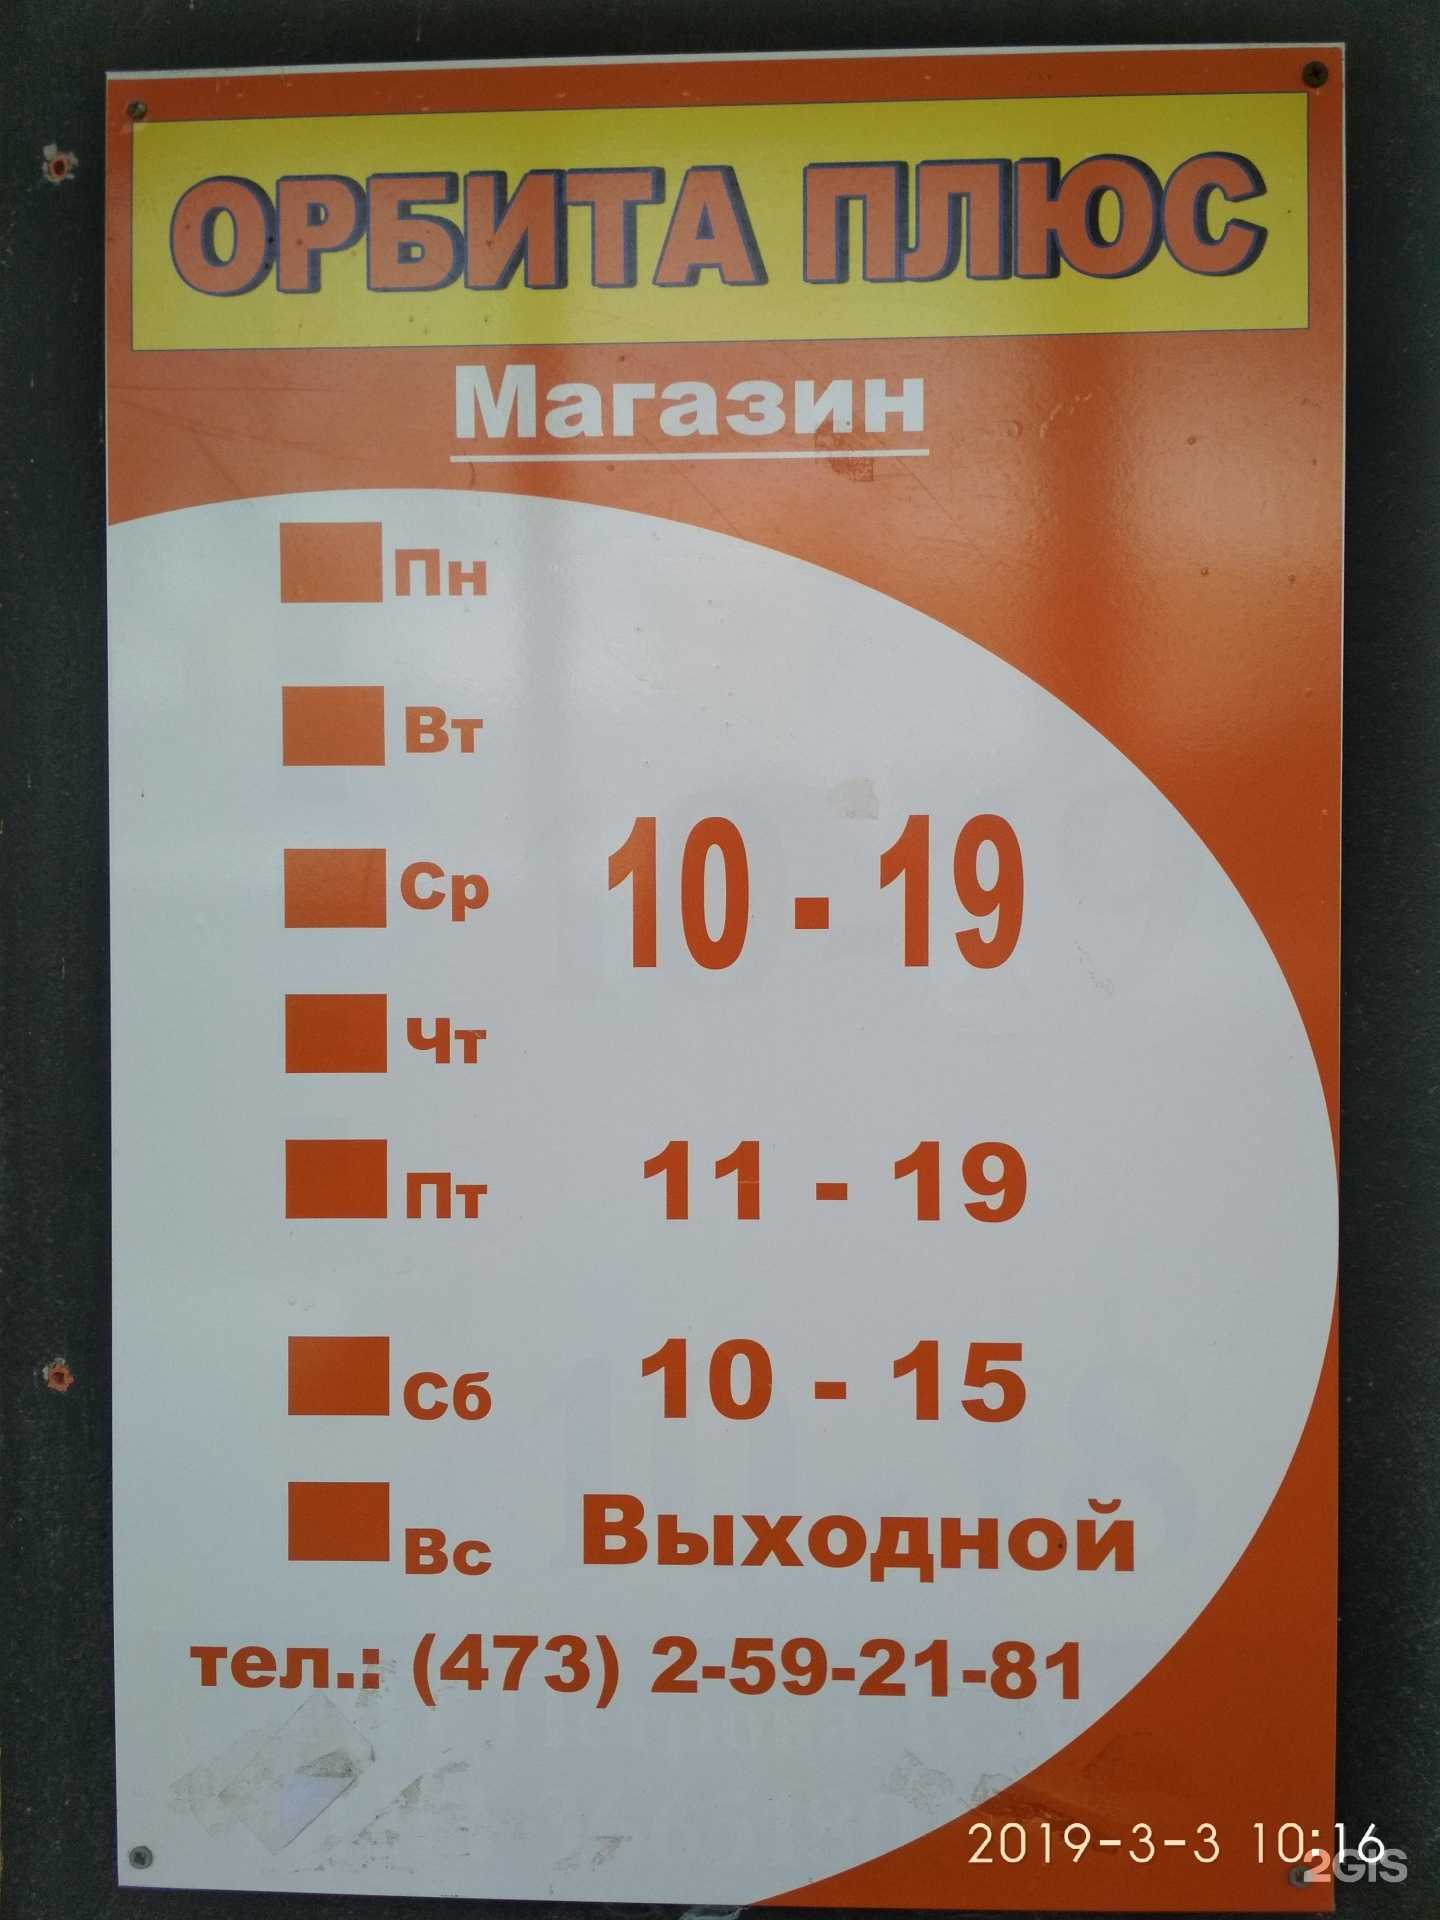 ОРБИТА ПЛЮС
Магазин
Пн
Вт
Ср 10 - 19
Чт
Пт 11 - 19
Сб 10 - 15
Вс Выходной
тел.: (473) 2-59-21-81
2019-3-3 10:16
2GIS